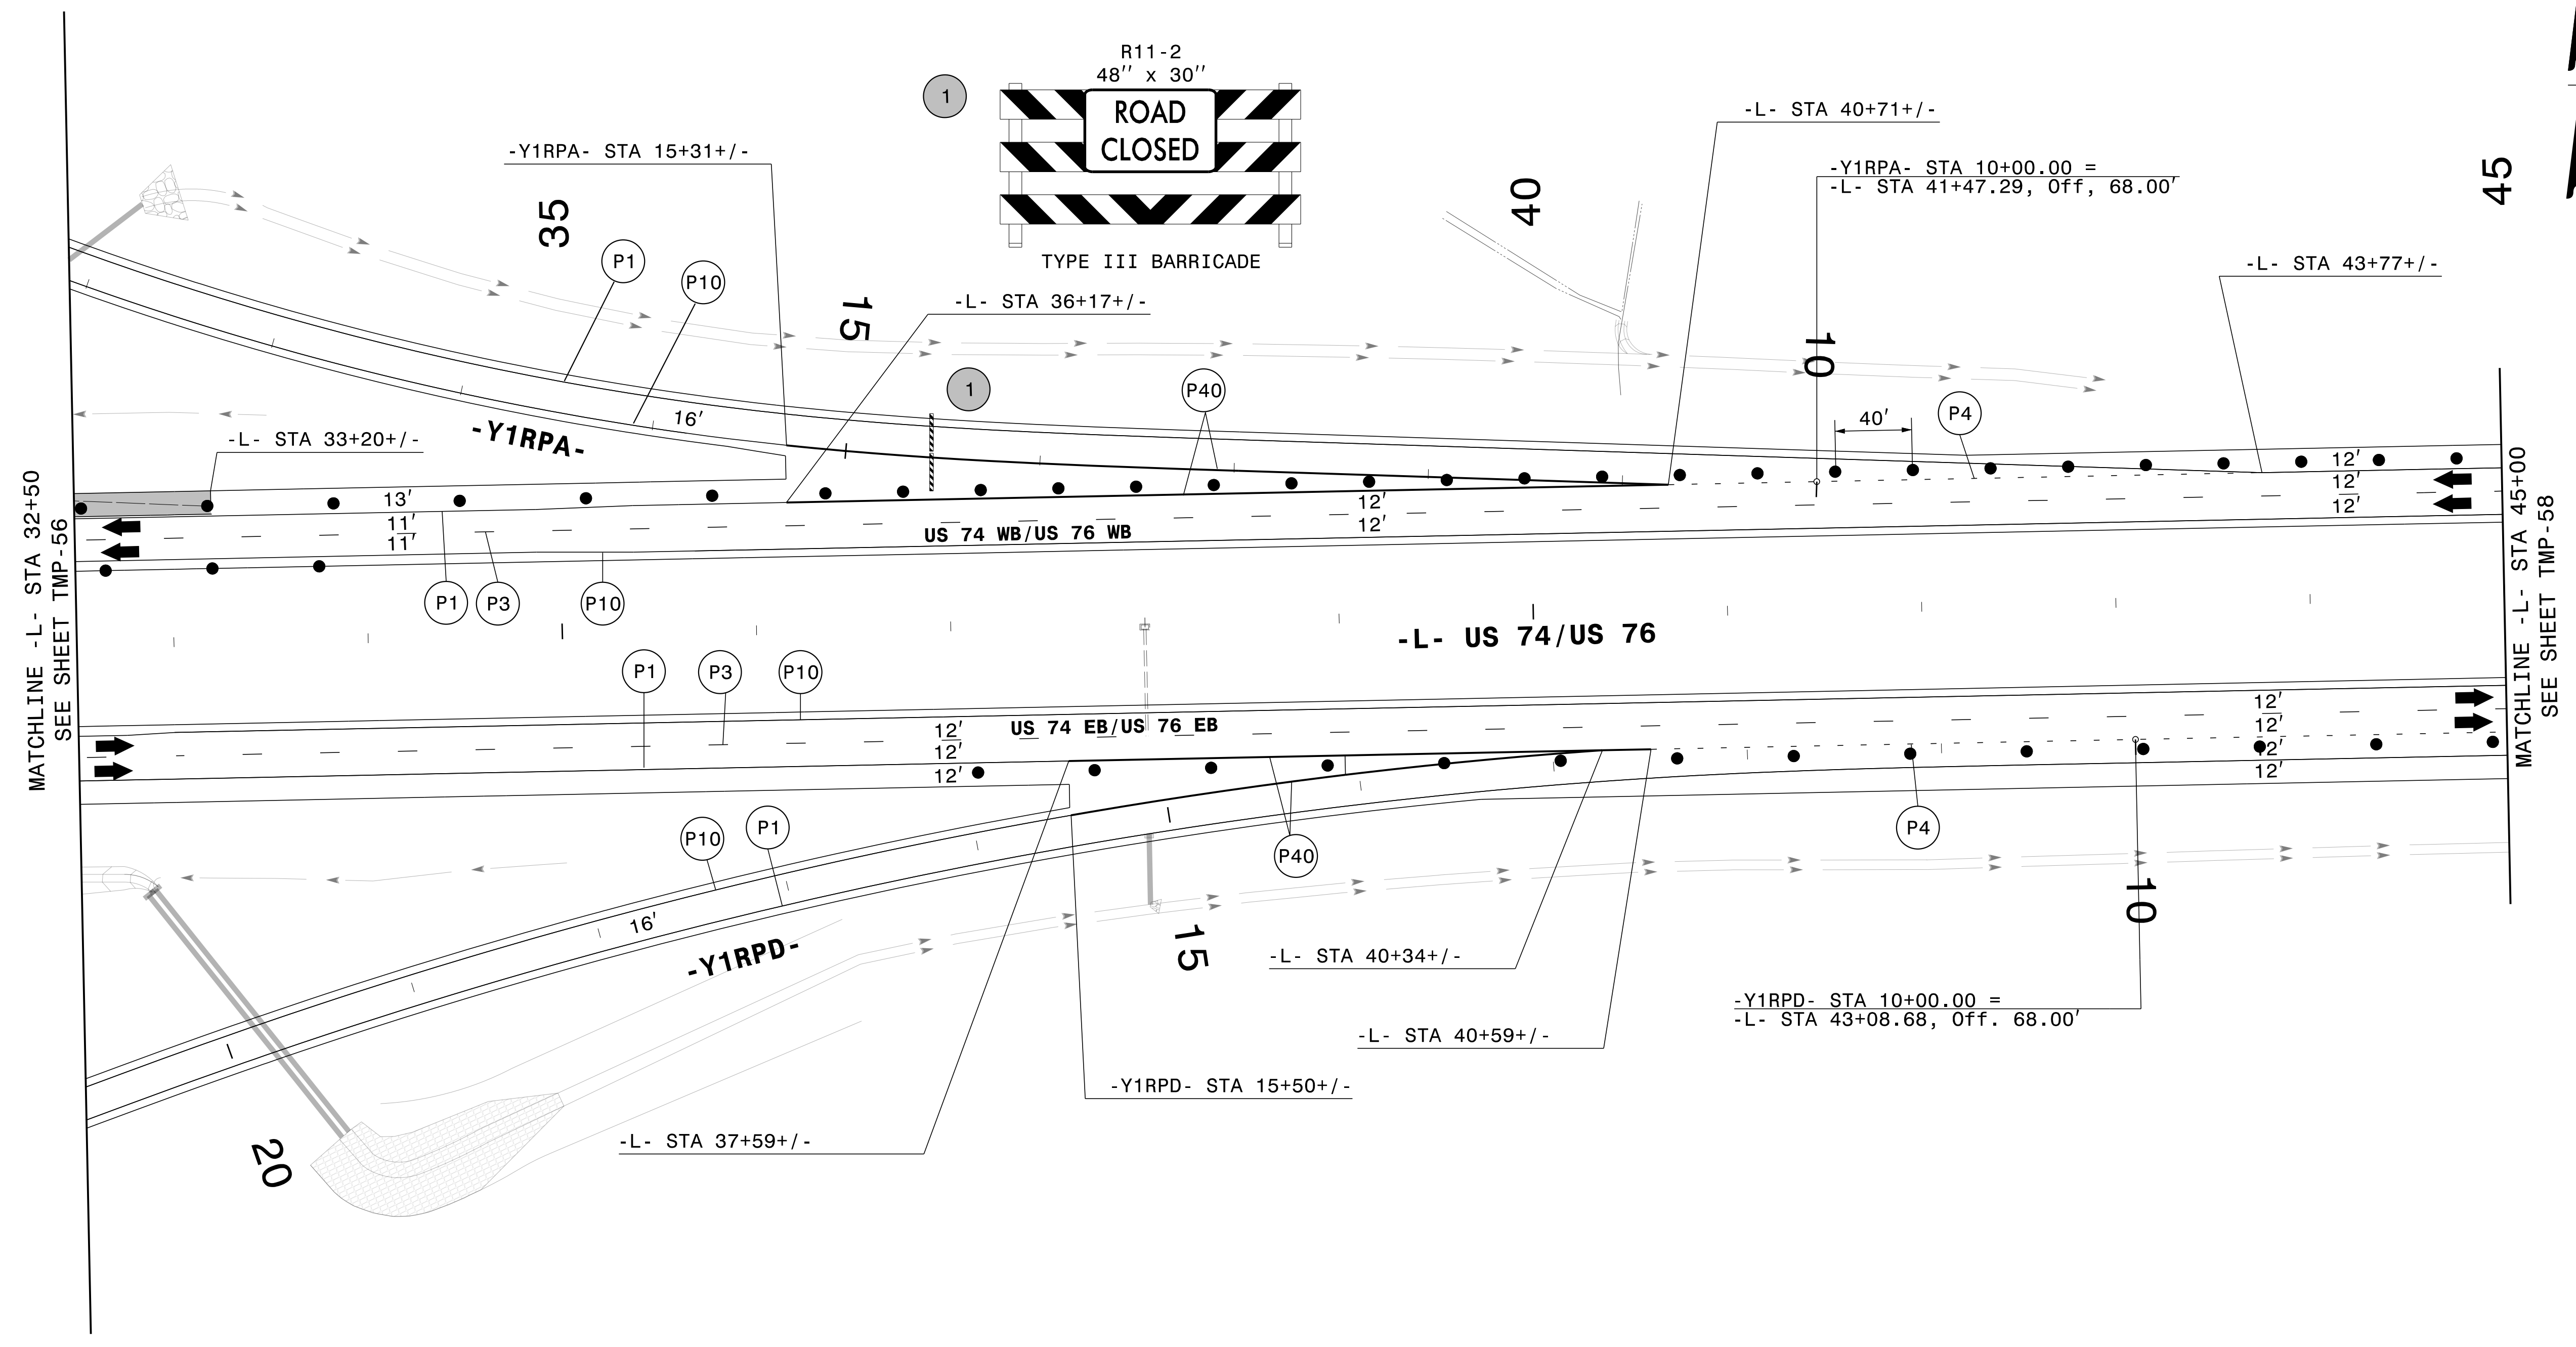 R11-2
48'' x 30''
1
ROAD
CLOSED
TYPE III BARRICADE
-L- STA 40+71+/-
-Y1RPA- STA 15+31+/-
-Y1RPA- STA 10+00.00 =
-L- STA 41+47.29, Off, 68.00'
35
40
45
P1
P10
-L- STA 43+77+/-
-L- STA 36+17+/-
15
10
1
P40
40'
P4
16'
-Y1RPA-
-L- STA 33+20+/-
13'
11'
11'
12'
12'
12'
12'
12'
US 74 WB/US 76 WB
MATCHLINE -L- STA 32+50
SEE SHEET TMP-56
MATCHLINE -L- STA 45+00
SEE SHEET TMP-58
P1
P3
P10
-L- US 74/US 76
P1
P3
P10
US 74 EB/US 76 EB
12'
12'
12'
12'
12'
12'
12'
P10
P1
P40
P4
16'
-Y1RPD-
15
10
-L- STA 40+34+/-
-Y1RPD- STA 10+00.00 =
-L- STA 43+08.68, Off. 68.00'
-L- STA 40+59+/-
-Y1RPD- STA 15+50+/-
-L- STA 37+59+/-
20